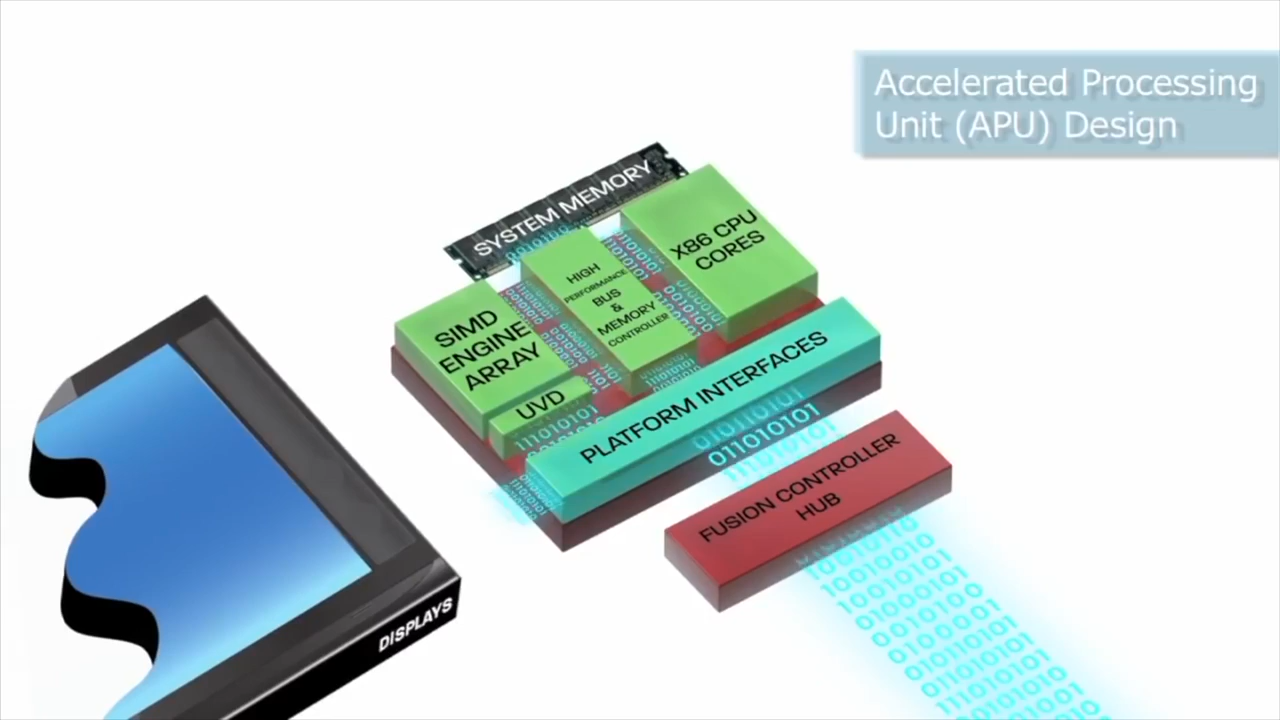 Accelerated Processing
Unit (APU) Design
SYSTEM MEMORY
X86 CPU
CORES
HIGH
PERFORMANCE
BUS
&
MEMORY
CONTROLLER
SIMD
ENGINE
ARRAY
UVD
PLATFORM INTERFACES
FUSION CONTROLLER
HUB
DISPLAYS